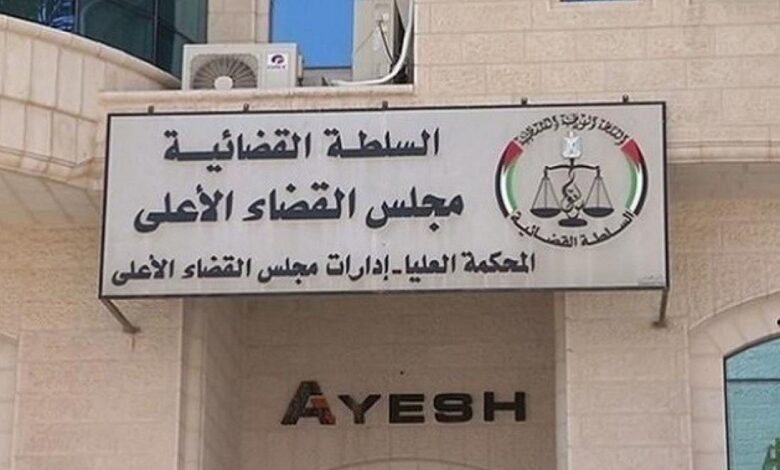 السلطة القضائية
مجلس القضاء الأعلى
المحكمة العليا - إدارات مجلس القضاء الأعلى
السلطة القضائية
AYESH